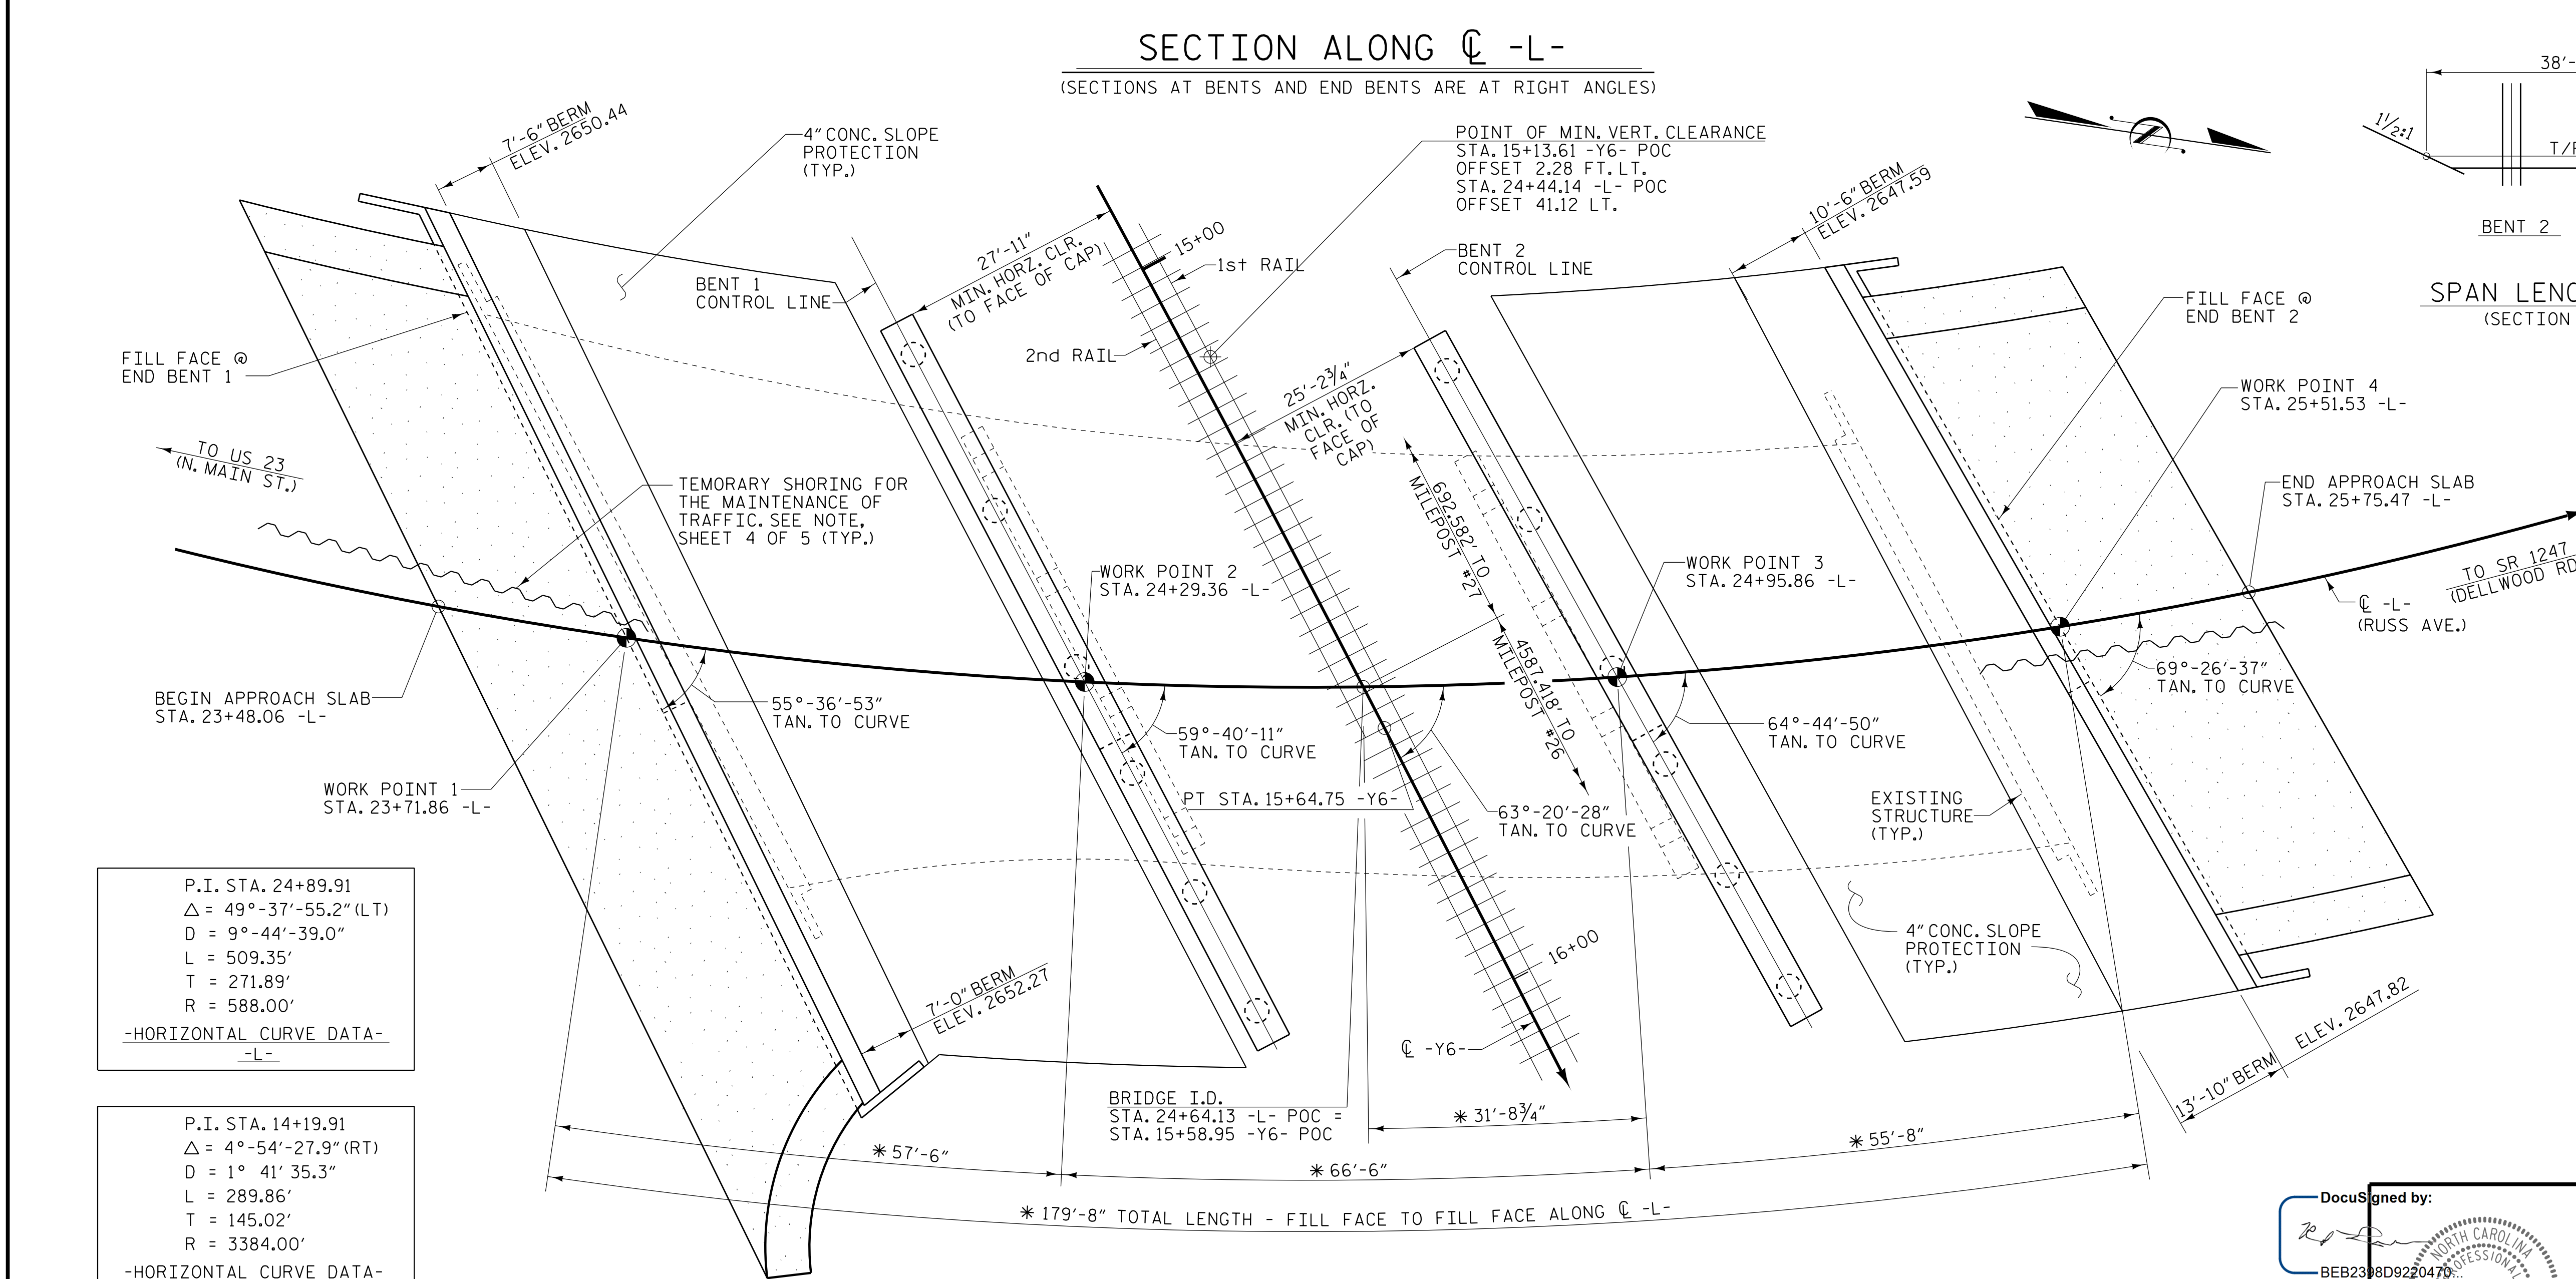 SECTION ALONG ℄ -L-
(SECTIONS AT BENTS AND END BENTS ARE AT RIGHT ANGLES)
7'-6" BERM
ELEV. 2650.44
4" CONC. SLOPE
PROTECTION
(TYP.)
POINT OF MIN. VERT. CLEARANCE
STA. 15+13.61 -Y6- POC
OFFSET 2.28 FT. LT.
STA. 24+44.14 -L- POC
OFFSET 41.12 LT.
10'-6" BERM
ELEV. 2647.59
38'-
1½:1
BENT 2
27'-11"
MIN. HORZ. CLR.
(TO FACE OF CAP)
15+00
1st RAIL
2nd RAIL
BENT 1
CONTROL LINE
BENT 2
CONTROL LINE
FILL FACE @
END BENT 1
FILL FACE @
END BENT 2
(SECTION
25'-2¾"
MIN. HORZ.
CLR. (TO
FACE OF
CAP)
WORK POINT 4
STA. 25+51.53 -L-
TO US 23
(N. MAIN ST.)
TEMORARY SHORING FOR
THE MAINTENANCE OF
TRAFFIC. SEE NOTE,
SHEET 4 OF 5 (TYP.)
692.582' TO
MILEPOST #27
END APPROACH SLAB
STA. 25+75.47 -L-
WORK POINT 2
STA. 24+29.36 -L-
WORK POINT 3
STA. 24+95.86 -L-
TO SR 1247
(DELLWOOD RD
℄ -L-
(RUSS AVE.)
BEGIN APPROACH SLAB
STA. 23+48.06 -L-
4587.418' TO
MILEPOST #26
55°-36'-53"
TAN. TO CURVE
59°-40'-11"
TAN. TO CURVE
64°-44'-50"
TAN. TO CURVE
69°-26'-37"
TAN. TO CURVE
WORK POINT 1
STA. 23+71.86 -L-
PT STA. 15+64.75 -Y6-
63°-20'-28"
TAN. TO CURVE
EXISTING
STRUCTURE
(TYP.)
P.I. STA. 24+89.91
△ = 49°-37'-55.2" (LT)
D = 9°-44'-39.0"
L = 509.35'
T = 271.89'
R = 588.00'
-HORIZONTAL CURVE DATA-
-L-
7'-0" BERM
ELEV. 2652.27
16+00
4" CONC. SLOPE
PROTECTION
(TYP.)
℄ -Y6-
13'-10" BERM
ELEV. 2647.82
BRIDGE I.D.
STA. 24+64.13 -L- POC =
STA. 15+58.95 -Y6- POC
* 31'-8¾"
* 57'-6"
* 66'-6"
* 55'-8"
* 179'-8" TOTAL LENGTH - FILL FACE TO FILL FACE ALONG ℄ -L-
P.I. STA. 14+19.91
△ = 4°-54'-27.9" (RT)
D = 1° 41' 35.3"
L = 289.86'
T = 145.02'
R = 3384.00'
-HORIZONTAL CURVE DATA-
DocuSigned by:
BEB2398D9220470...
NORTH CAROLINA